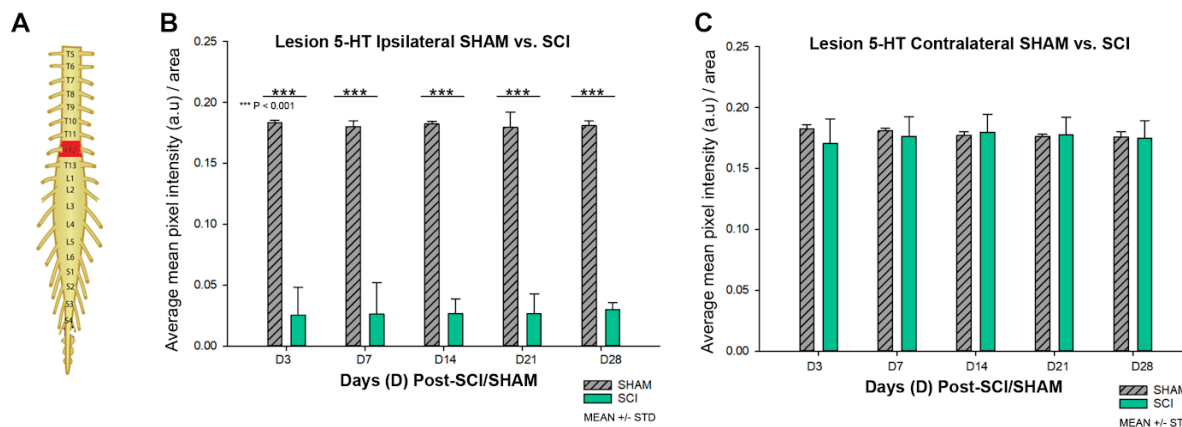 A
T5
T6
T7
T8
T9
T10
T11
T13
L1
L2
L3
L4
L5
L6
S1
S2
S3
S4
B
Lesion 5-HT Ipsilateral SHAM vs. SCI
Average mean pixel intensity (a.u) / area
0.25
0.20
0.15
0.10
0.05
0.00
*** *** *** *** ***
*** P < 0.001
D3 D7 D14 D21 D28
Days (D) Post-SCI/SHAM
SHAM
SCI
MEAN +/- STD
C
Lesion 5-HT Contralateral SHAM vs. SCI
Average mean pixel intensity (a.u) / area
0.25
0.20
0.15
0.10
0.05
0.00
D3 D7 D14 D21 D28
Days (D) Post-SCI/SHAM
SHAM
SCI
MEAN +/- ST